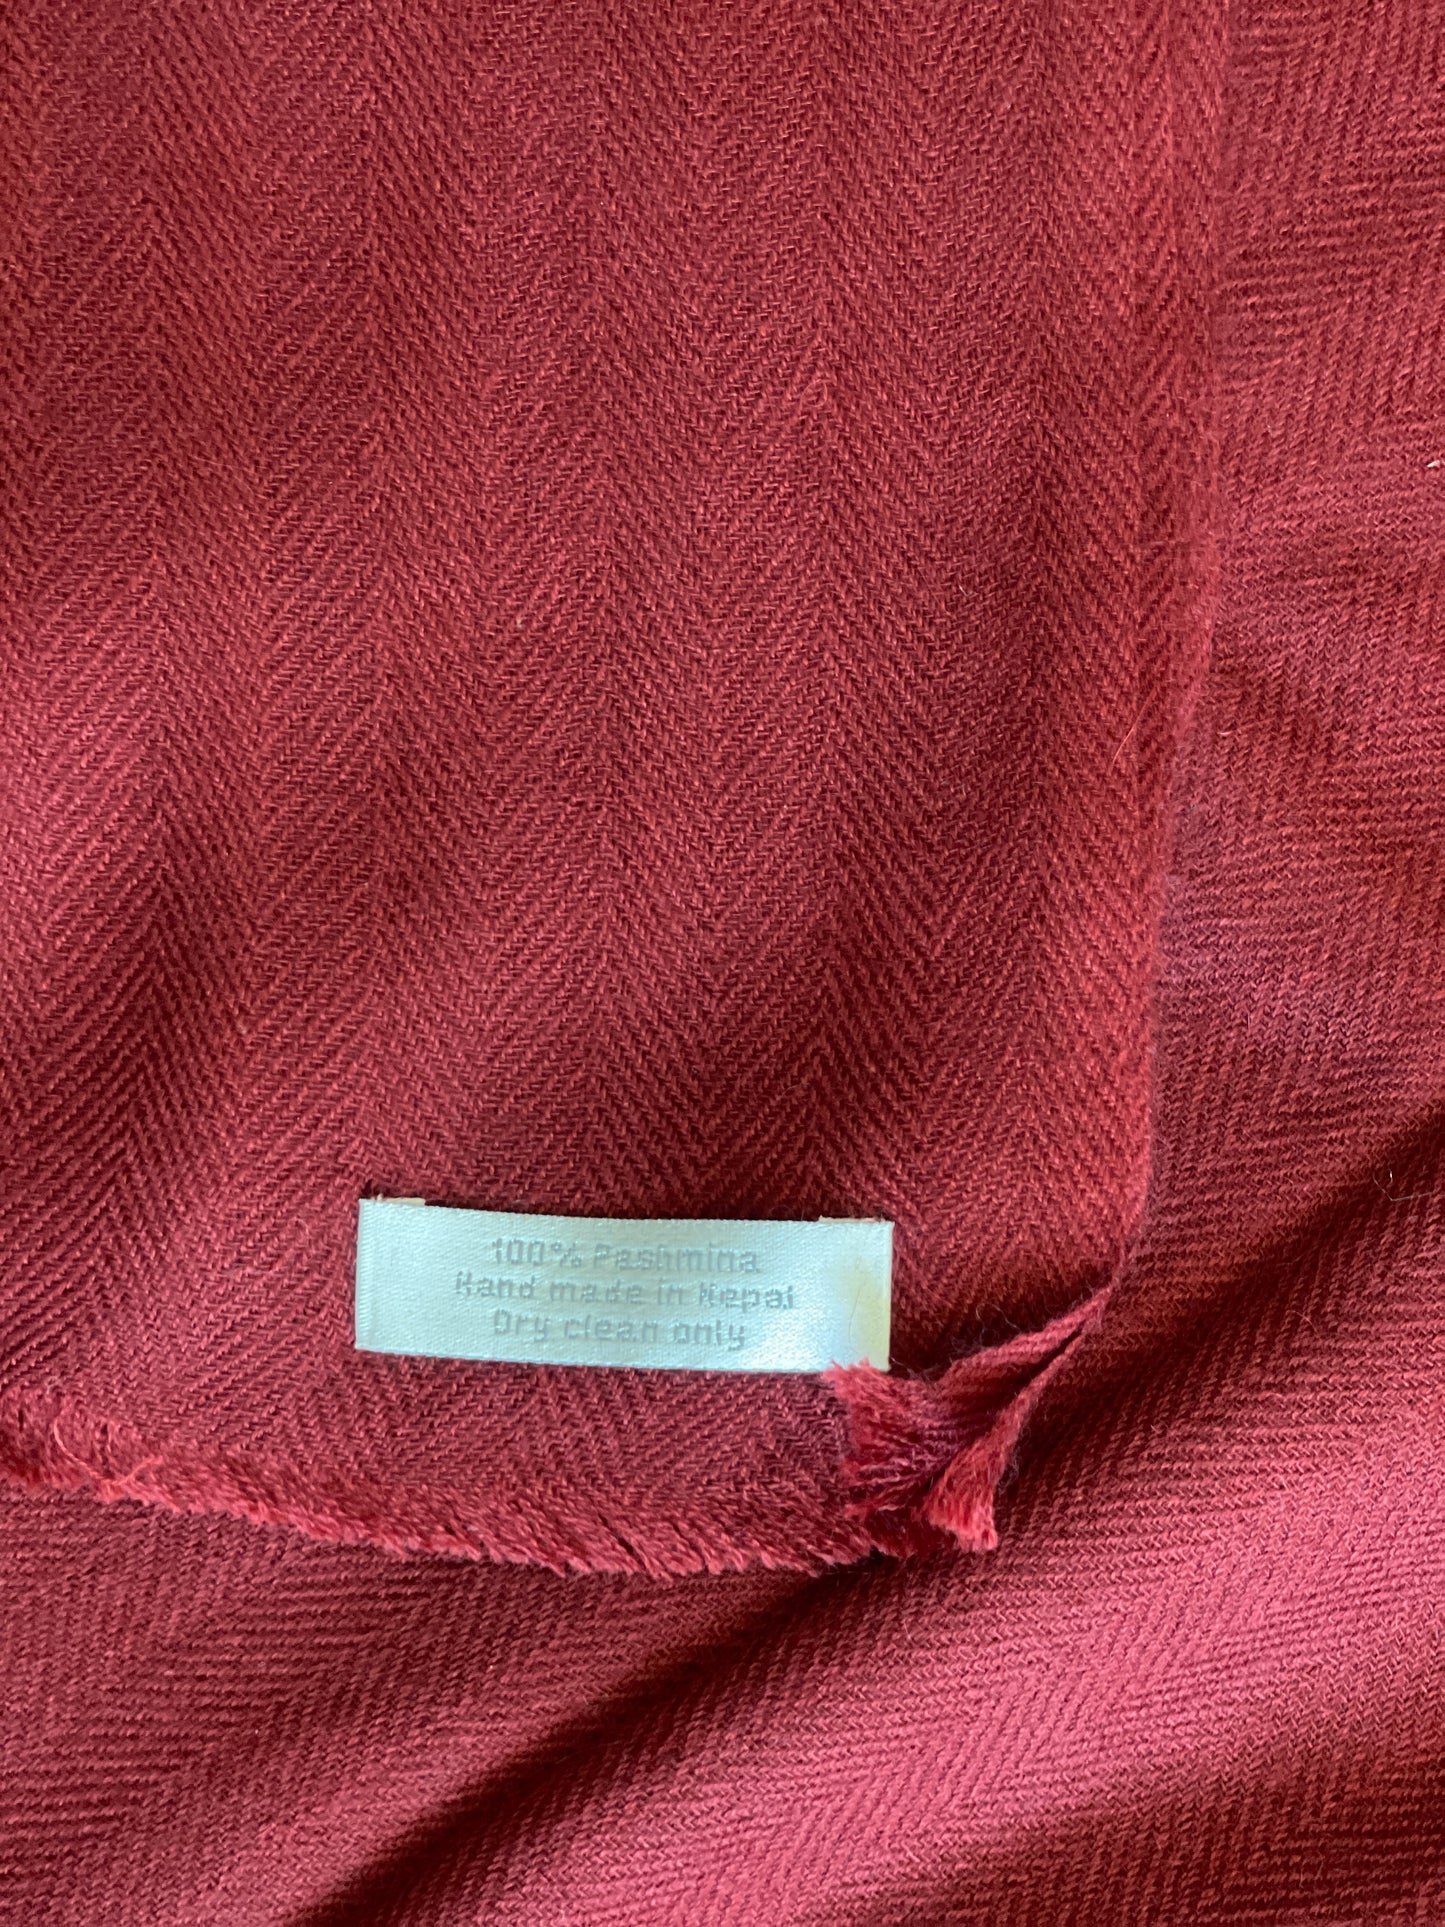 100% Pashmina
Hand made in Nepal
Dry clean only